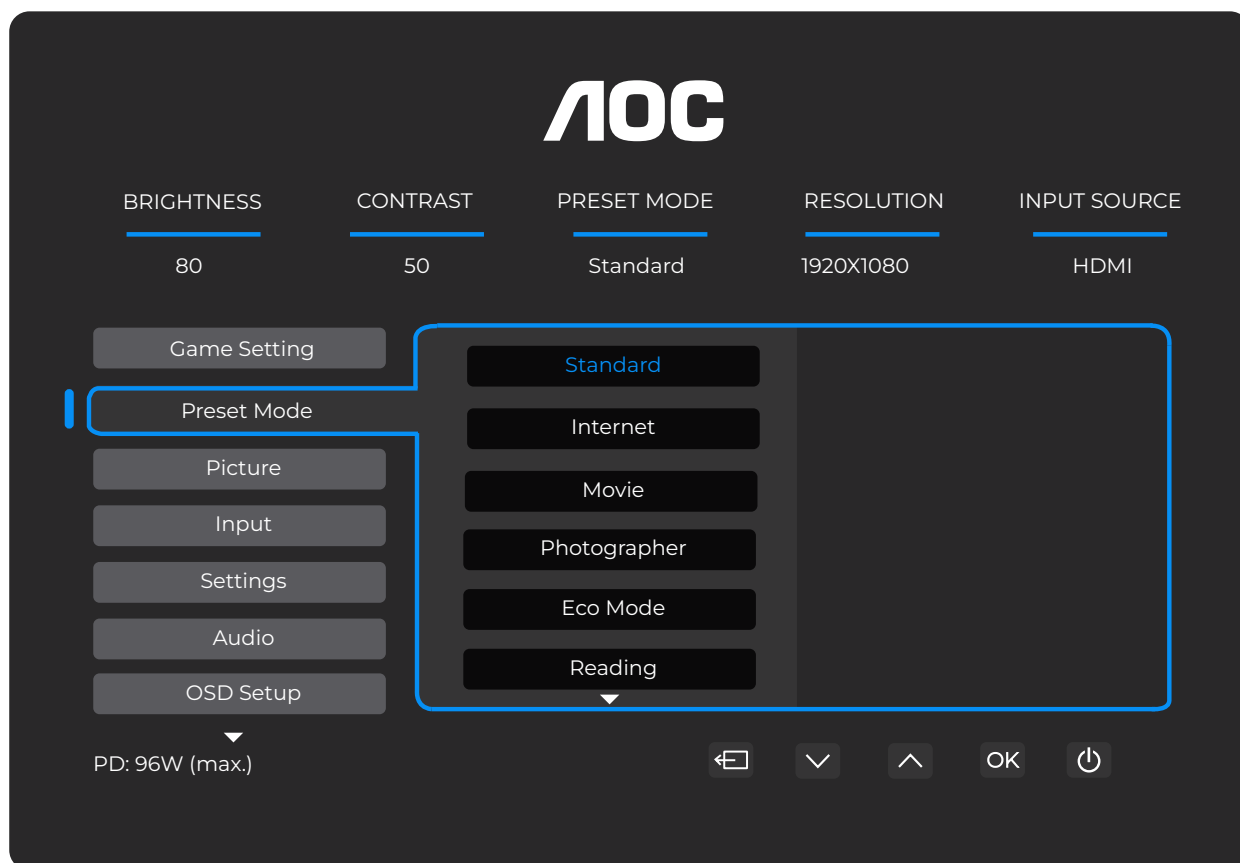 AOC
BRIGHTNESS CONTRAST PRESET MODE RESOLUTION INPUT SOURCE
80 50 Standard 1920X1080 HDMI
Game Setting
Preset Mode
Picture
Input
Settings
Audio
OSD Setup
Standard
Internet
Movie
Photographer
Eco Mode
Reading
PD: 96W (max.)
OK